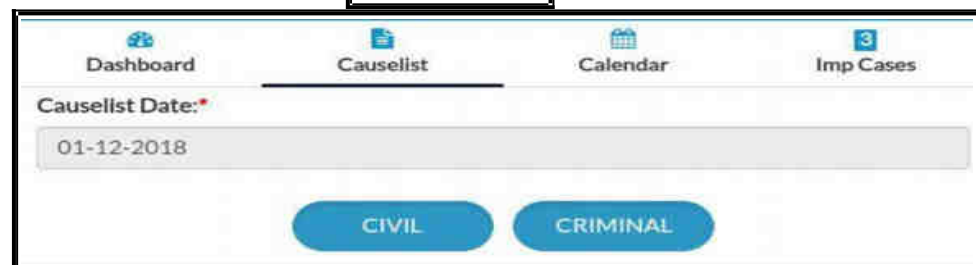 3
Dashboard Causelist Calendar Imp Cases
Causelist Date:*
01-12-2018
CIVIL CRIMINAL